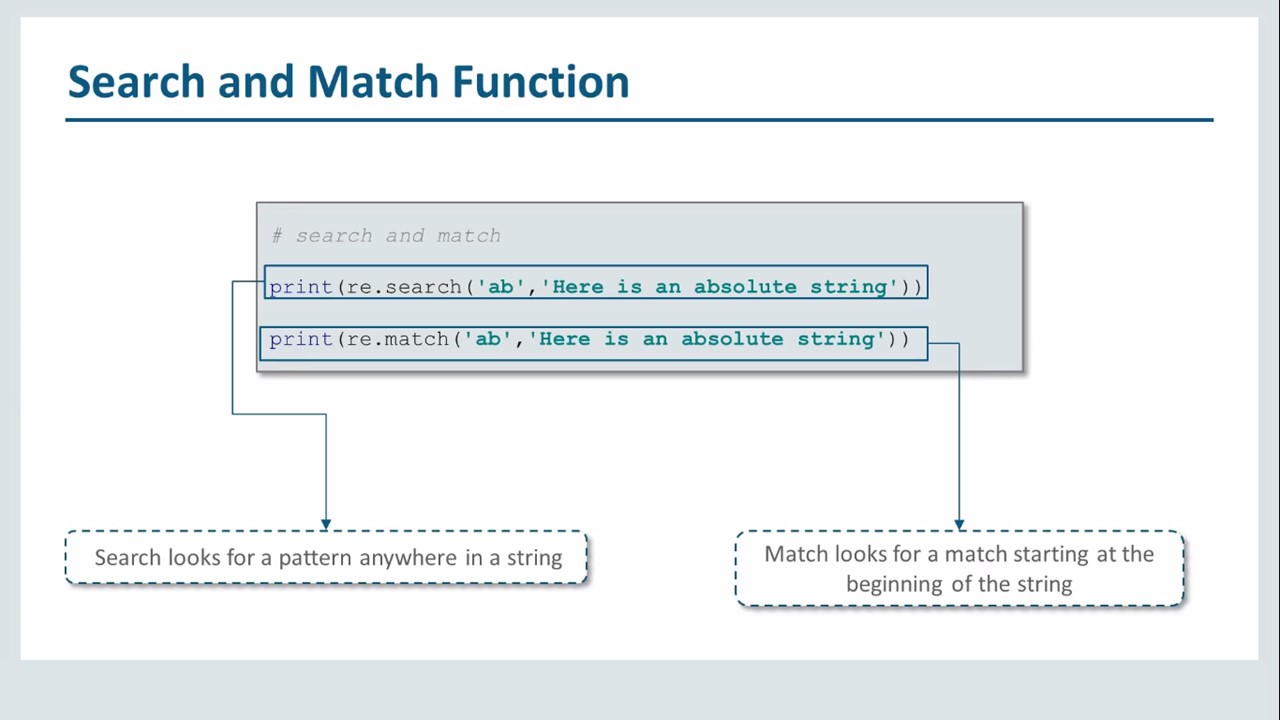 Search and Match Function
# search and match
print(re.search('ab','Here is an absolute string'))
print(re.match('ab','Here is an absolute string'))
Search looks for a pattern anywhere in a string
Match looks for a match starting at the
beginning of the string